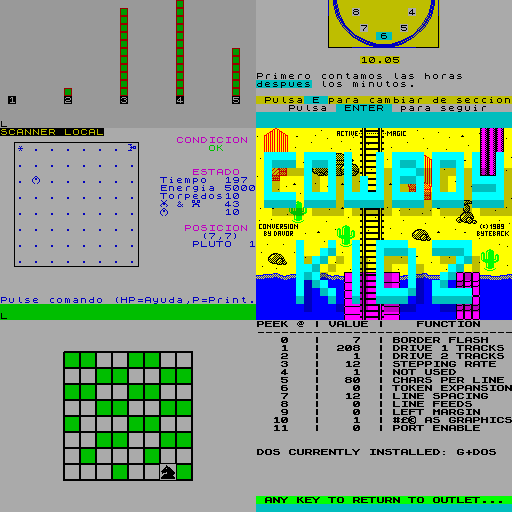 1 2 3 4 5
L
8 4
7 5
6
10.05
Primero contamos las horas
despues los minutos.
Pulsa E para cambiar de seccion
Pulsa ENTER para seguir
SCANNER LOCAL
CONDICION
OK
ESTADO
Tiempo 197
Energia 5000
Torpedos10
& 43
10
POSICION
(7,7)
PLUTO 1
Pulse comando (HP=Ayuda,P=Print.
L
ACTIVE MAGIC
COWBOY
CONVERSION
BY DAVOR
(c)1989
BYTEBACK
KIDZ
PEEK @ | VALUE | FUNCTION
0 | 7 | BORDER FLASH
1 | 208 | DRIVE 1 TRACKS
2 | 1 | DRIVE 2 TRACKS
3 | 12 | STEPPING RATE
4 | 1 | NOT USED
5 | 80 | CHARS PER LINE
6 | 0 | TOKEN EXPANSION
7 | 12 | LINE SPACING
8 | 0 | LINE FEEDS
9 | 0 | LEFT MARGIN
10 | 1 | #£© AS GRAPHICS
11 | 0 | PORT ENABLE
DOS CURRENTLY INSTALLED: G+DOS
ANY KEY TO RETURN TO OUTLET...